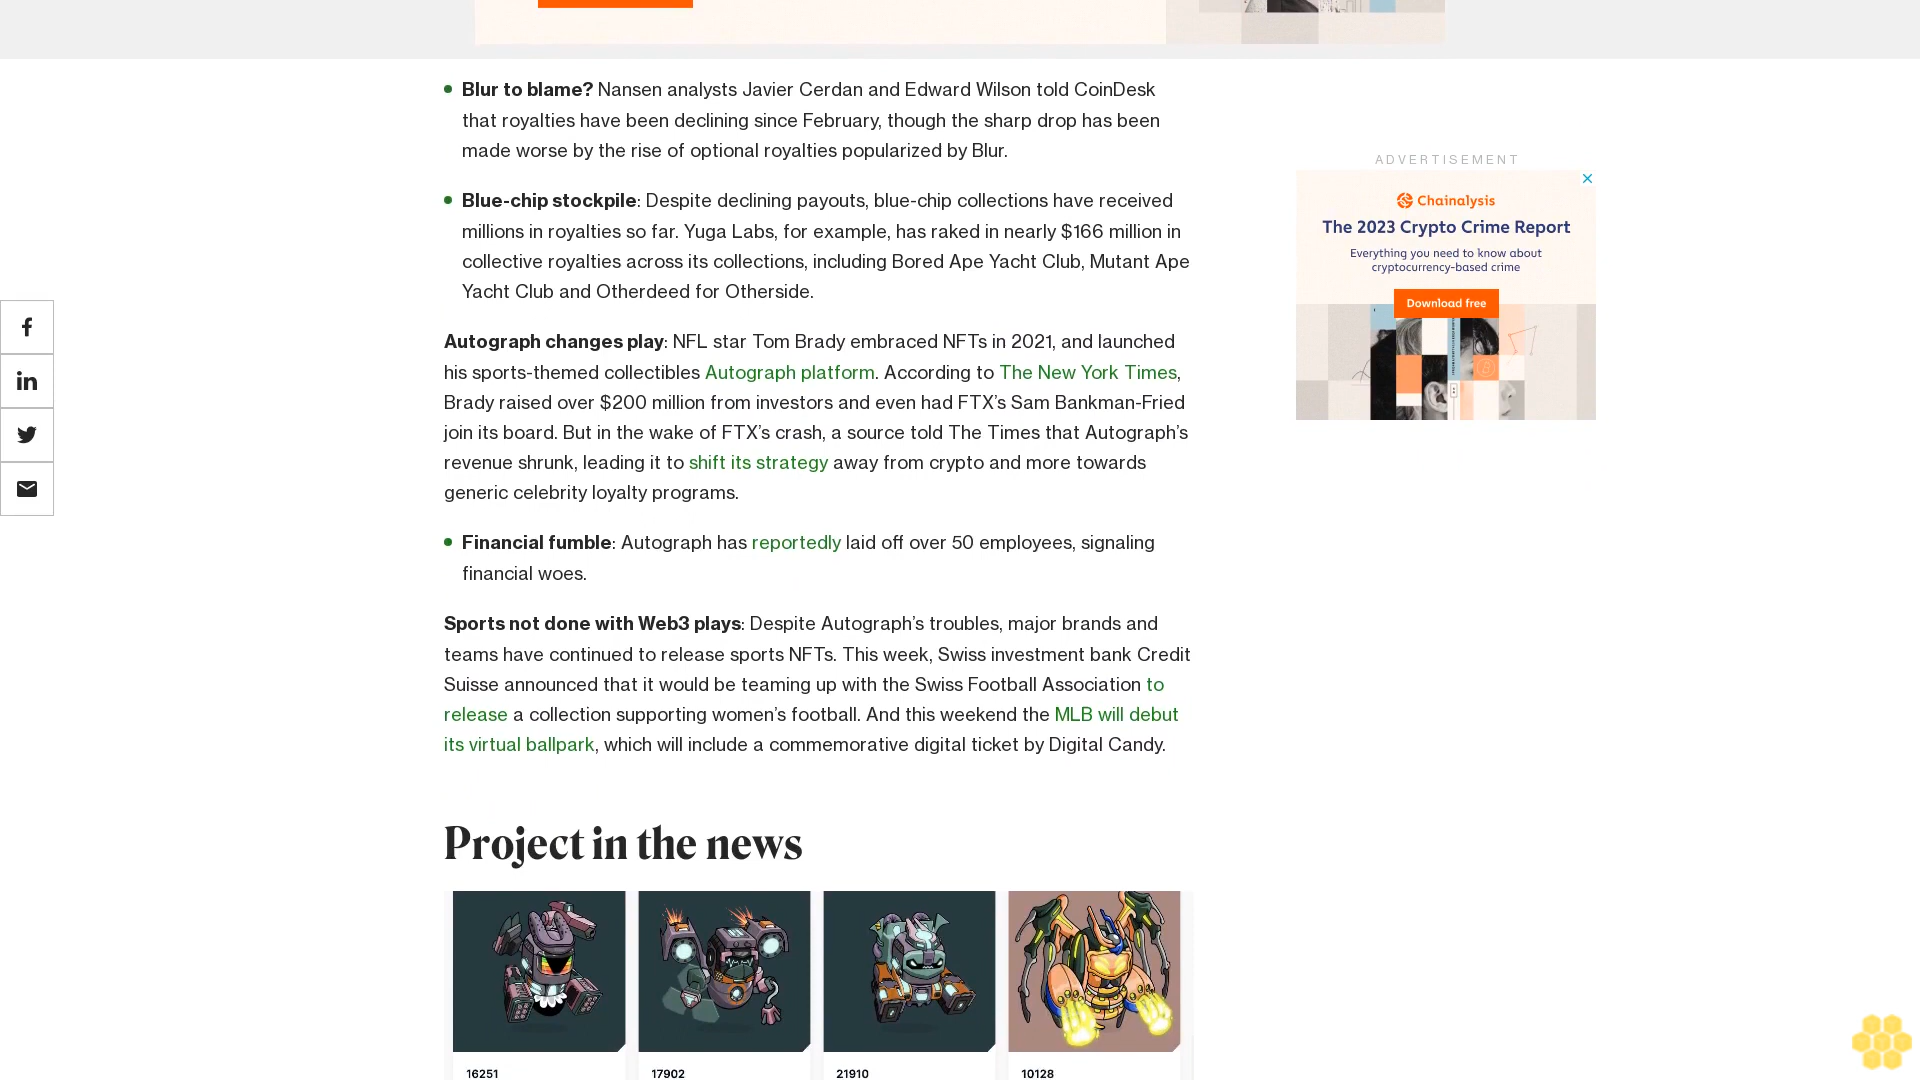 Blur to blame? Nansen analysts Javier Cerdan and Edward Wilson told CoinDesk
that royalties have been declining since February, though the sharp drop has been
made worse by the rise of optional royalties popularized by Blur.
Blue-chip stockpile: Despite declining payouts, blue-chip collections have received
millions in royalties so far. Yuga Labs, for example, has raked in nearly $166 million in
collective royalties across its collections, including Bored Ape Yacht Club, Mutant Ape
Yacht Club and Otherdeed for Otherside.
Autograph changes play: NFL star Tom Brady embraced NFTs in 2021, and launched
his sports-themed collectibles Autograph platform. According to The New York Times,
Brady raised over $200 million from investors and even had FTX’s Sam Bankman-Fried
join its board. But in the wake of FTX’s crash, a source told The Times that Autograph’s
revenue shrunk, leading it to shift its strategy away from crypto and more towards
generic celebrity loyalty programs.
Financial fumble: Autograph has reportedly laid off over 50 employees, signaling
financial woes.
Sports not done with Web3 plays: Despite Autograph’s troubles, major brands and
teams have continued to release sports NFTs. This week, Swiss investment bank Credit
Suisse announced that it would be teaming up with the Swiss Football Association to
release a collection supporting women’s football. And this weekend the MLB will debut
its virtual ballpark, which will include a commemorative digital ticket by Digital Candy.
Project in the news
16251
17902
21910
10128
ADVERTISEMENT
Chainalysis
The 2023 Crypto Crime Report
Everything you need to know about
cryptocurrency-based crime
Download free